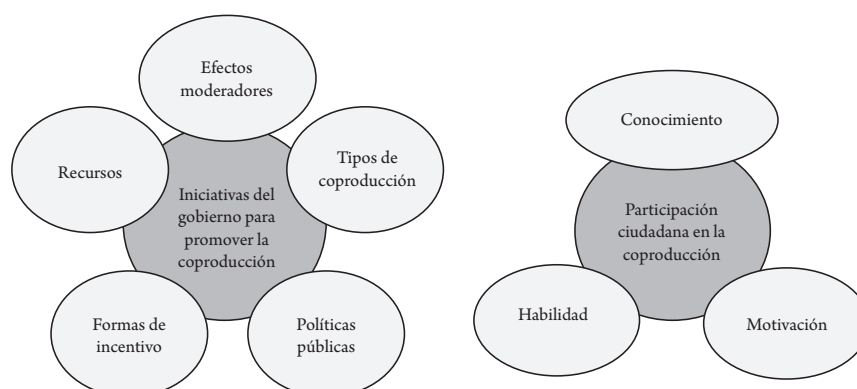 Efectos
moderadores
Recursos
Tipos de
coproducción
Iniciativas del
gobierno para
promover la
coproducción
Formas de
incentivo
Políticas
públicas
Conocimiento
Participación
ciudadana en la
coproducción
Habilidad
Motivación